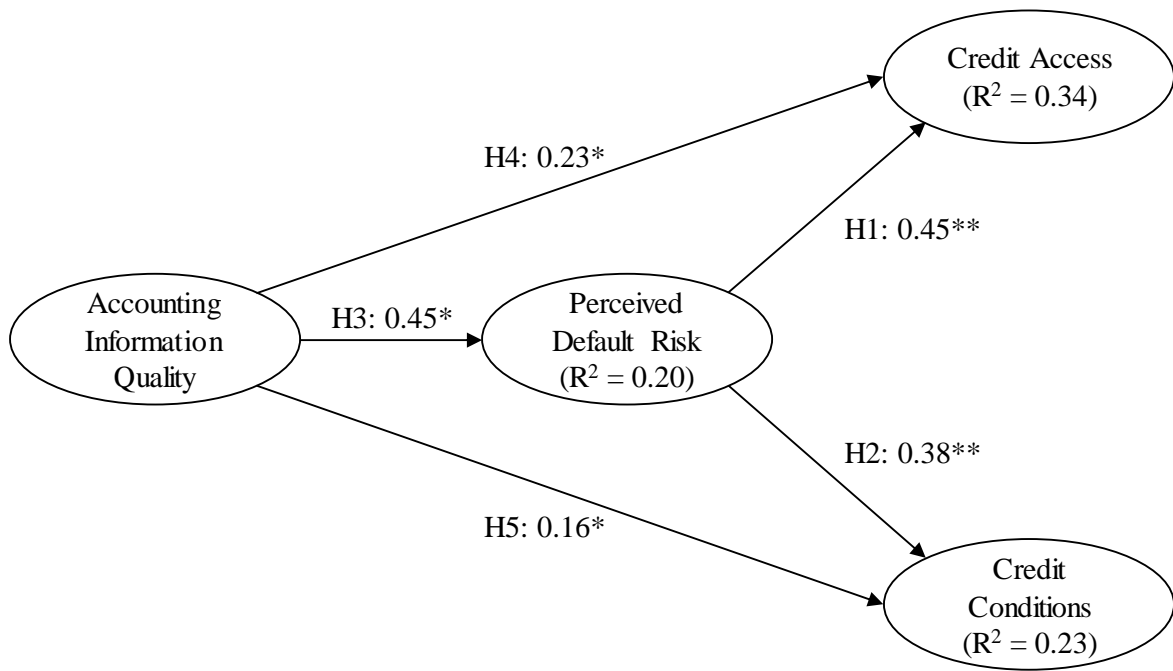 Credit Access
(R² = 0.34)
H4: 0.23*
H1: 0.45**
Accounting
Information
Quality
H3: 0.45*
Perceived
Default Risk
(R² = 0.20)
H2: 0.38**
H5: 0.16*
Credit
Conditions
(R² = 0.23)